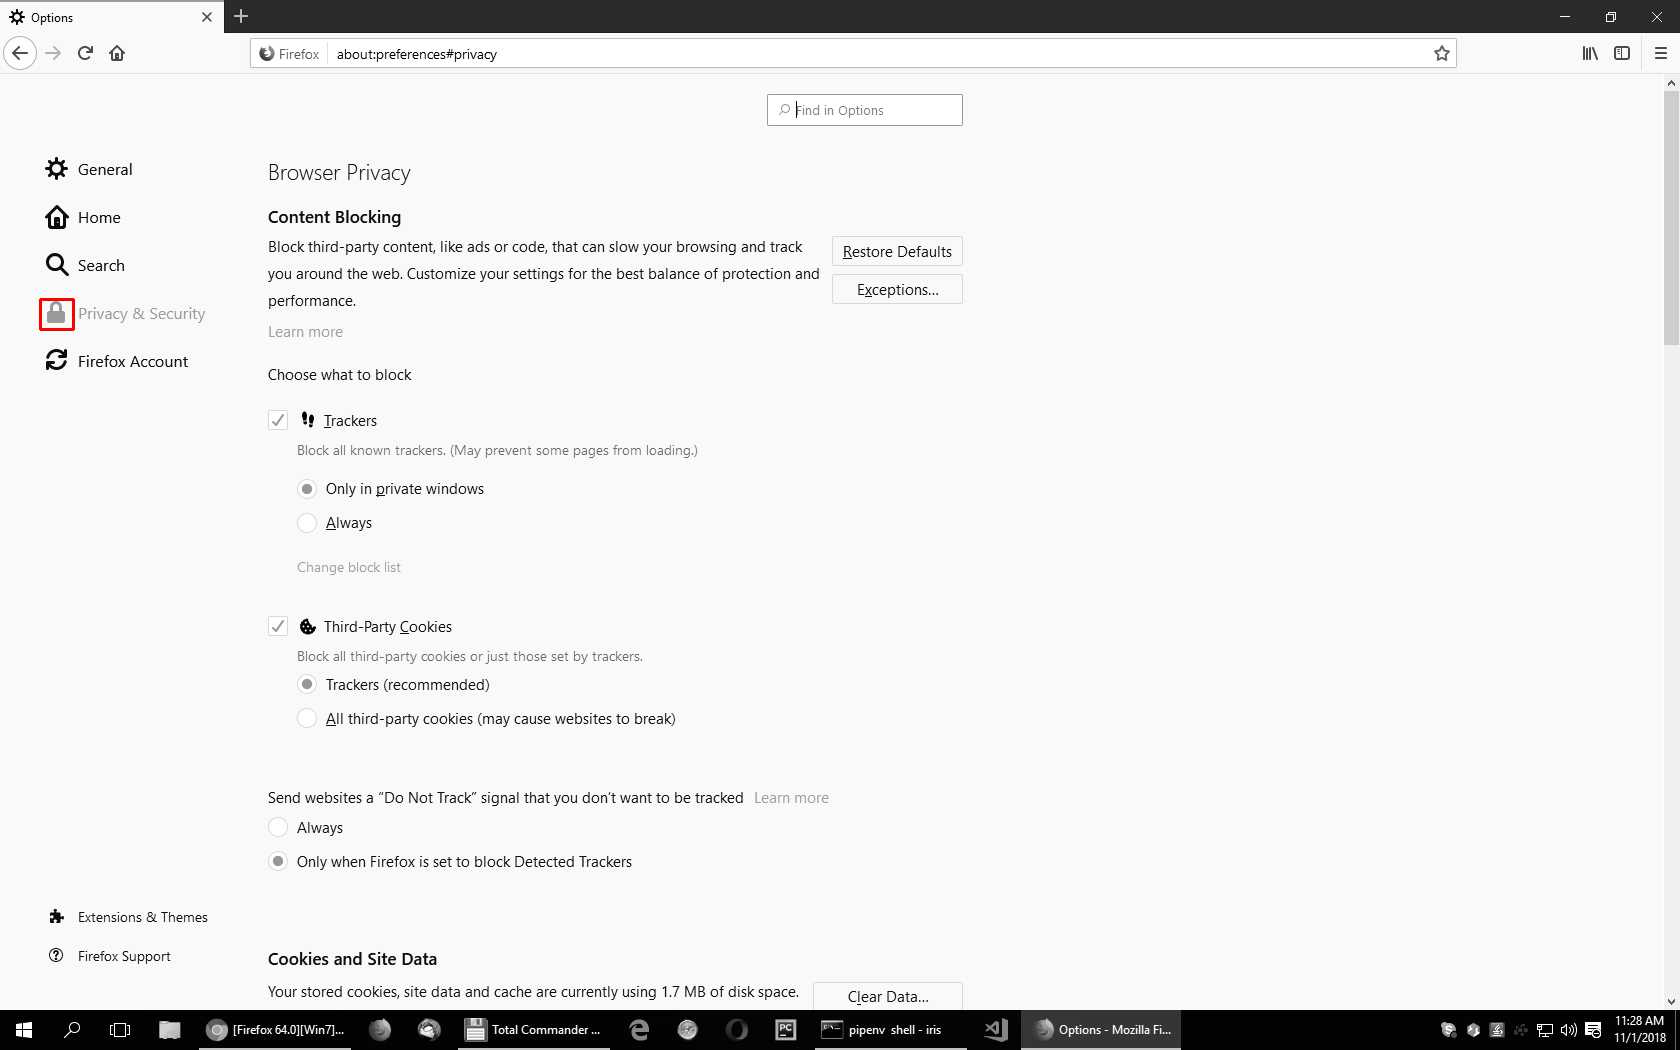 Options
Firefox
about:preferences#privacy
Find in Options
General
Home
Search
Privacy & Security
Firefox Account
Extensions & Themes
Firefox Support
Browser Privacy
Content Blocking
Block third-party content, like ads or code, that can slow your browsing and track
you around the web. Customize your settings for the best balance of protection and
performance.
Learn more
Restore Defaults
Exceptions...
Choose what to block
Trackers
Block all known trackers. (May prevent some pages from loading.)
Only in private windows
Always
Change block list
Third-Party Cookies
Block all third-party cookies or just those set by trackers.
Trackers (recommended)
All third-party cookies (may cause websites to break)
Send websites a “Do Not Track” signal that you don’t want to be tracked Learn more
Always
Only when Firefox is set to block Detected Trackers
Cookies and Site Data
Your stored cookies, site data and cache are currently using 1.7 MB of disk space.
Clear Data...
[Firefox 64.0][Win7]...
Total Commander ...
PC
pipenv shell - iris
Options - Mozilla Fi...
11:28 AM
11/1/2018